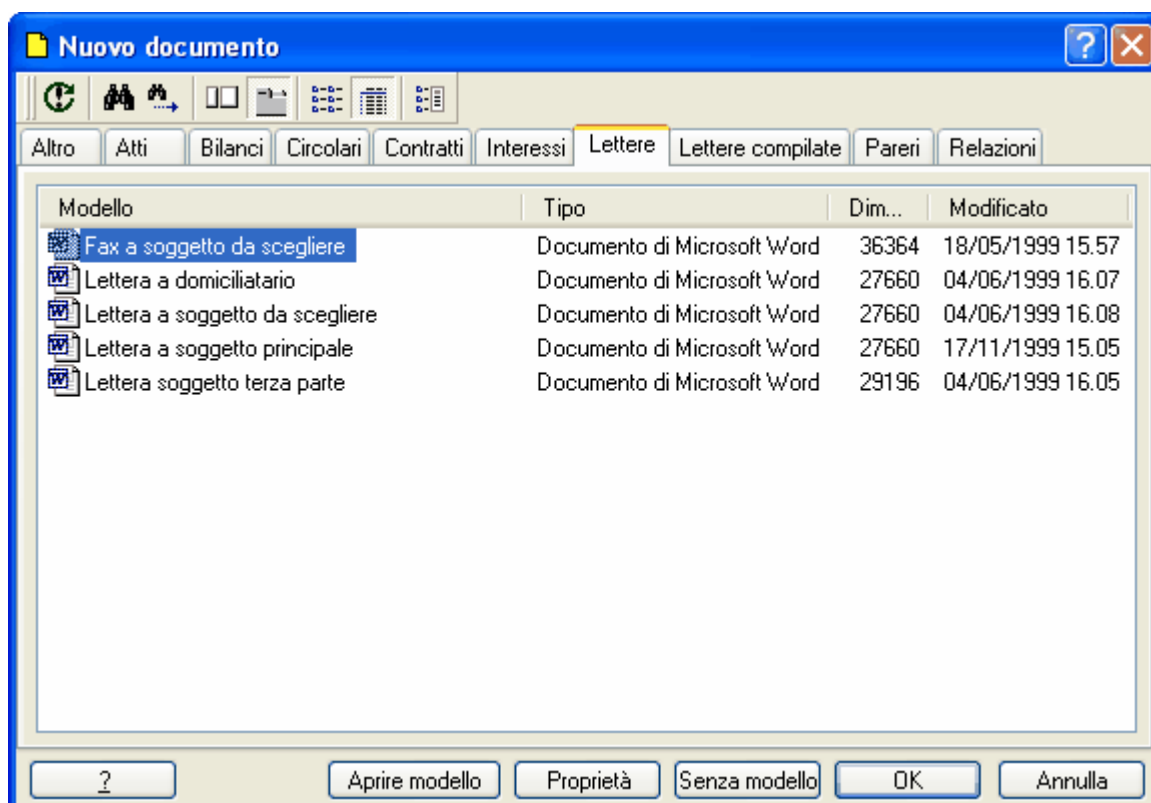 Nuovo documento
Altro Atti Bilanci Circolari Contratti Interessi Lettere Lettere compilate Pareri Relazioni
Modello Tipo Dim... Modificato
Fax a soggetto da scegliere Documento di Microsoft Word 36364 18/05/1999 15.57
Lettera a domiciliatario Documento di Microsoft Word 27660 04/06/1999 16.07
Lettera a soggetto da scegliere Documento di Microsoft Word 27660 04/06/1999 16.08
Lettera a soggetto principale Documento di Microsoft Word 27660 17/11/1999 15.05
Lettera soggetto terza parte Documento di Microsoft Word 29196 04/06/1999 16.05
? Aprire modello Proprietà Senza modello OK Annulla